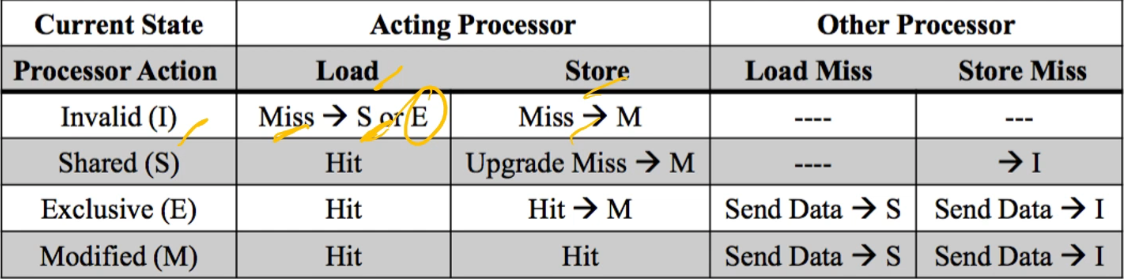 Current State Acting Processor Other Processor
Processor Action Load Store Load Miss Store Miss
Invalid (I) Miss → S or E Miss → M ---- ---
Shared (S) Hit Upgrade Miss → M ---- → I
Exclusive (E) Hit Hit → M Send Data → S Send Data → I
Modified (M) Hit Hit Send Data → S Send Data → I